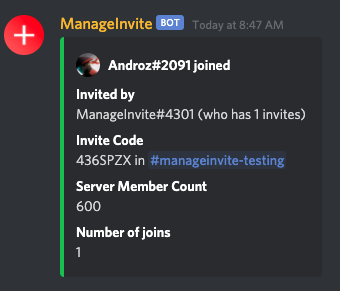 ManageInvite BOT Today at 8:47 AM
Androz#2091 joined
Invited by
ManageInvite#4301 (who has 1 invites)
Invite Code
436SPZX in #manageinvite-testing
Server Member Count
600
Number of joins
1